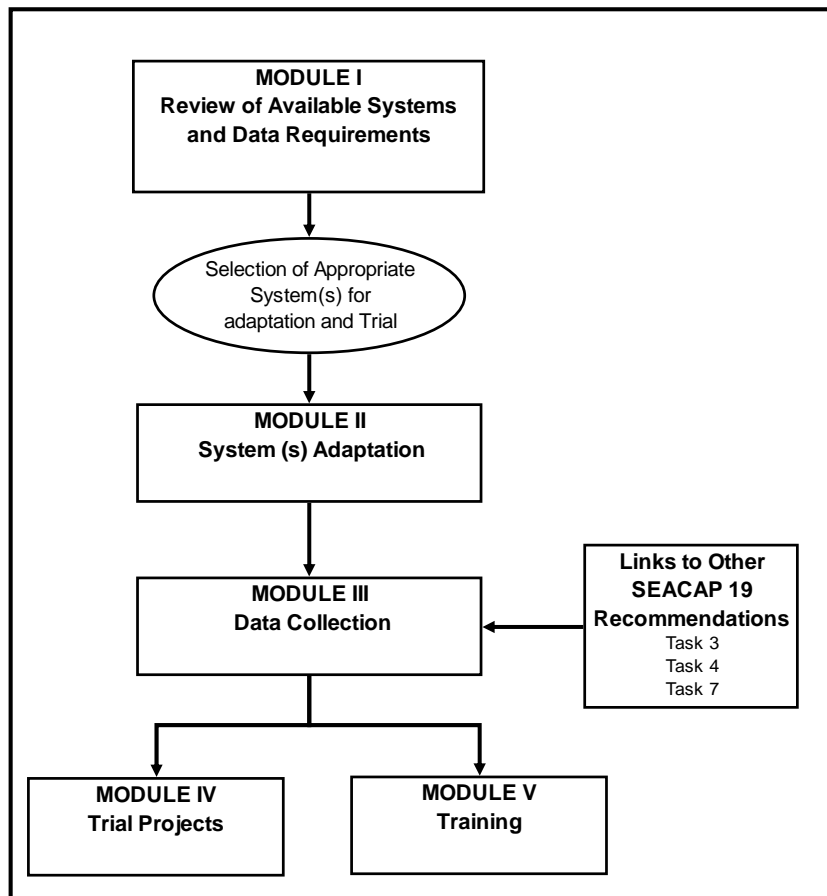 MODULE I
Review of Available Systems
and Data Requirements
Selection of Appropriate
System(s) for
adaptation and Trial
MODULE II
System (s) Adaptation
MODULE III
Data Collection
Links to Other
SEACAP 19
Recommendations
Task 3
Task 4
Task 7
MODULE IV
Trial Projects
MODULE V
Training